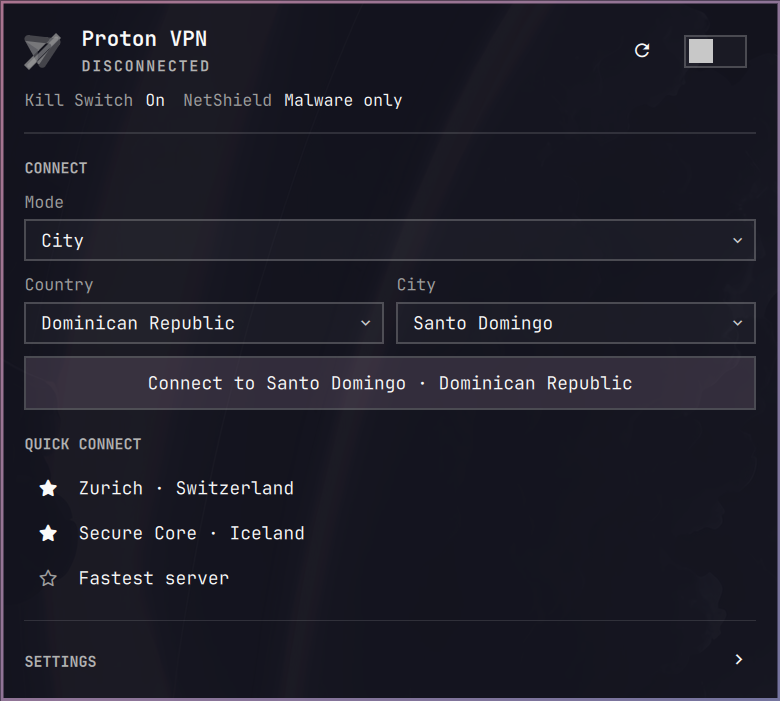 Proton VPN
DISCONNECTED
Kill Switch On NetShield Malware only
CONNECT
Mode
City
Country City
Dominican Republic Santo Domingo
Connect to Santo Domingo · Dominican Republic
QUICK CONNECT
Zurich · Switzerland
Secure Core · Iceland
Fastest server
SETTINGS